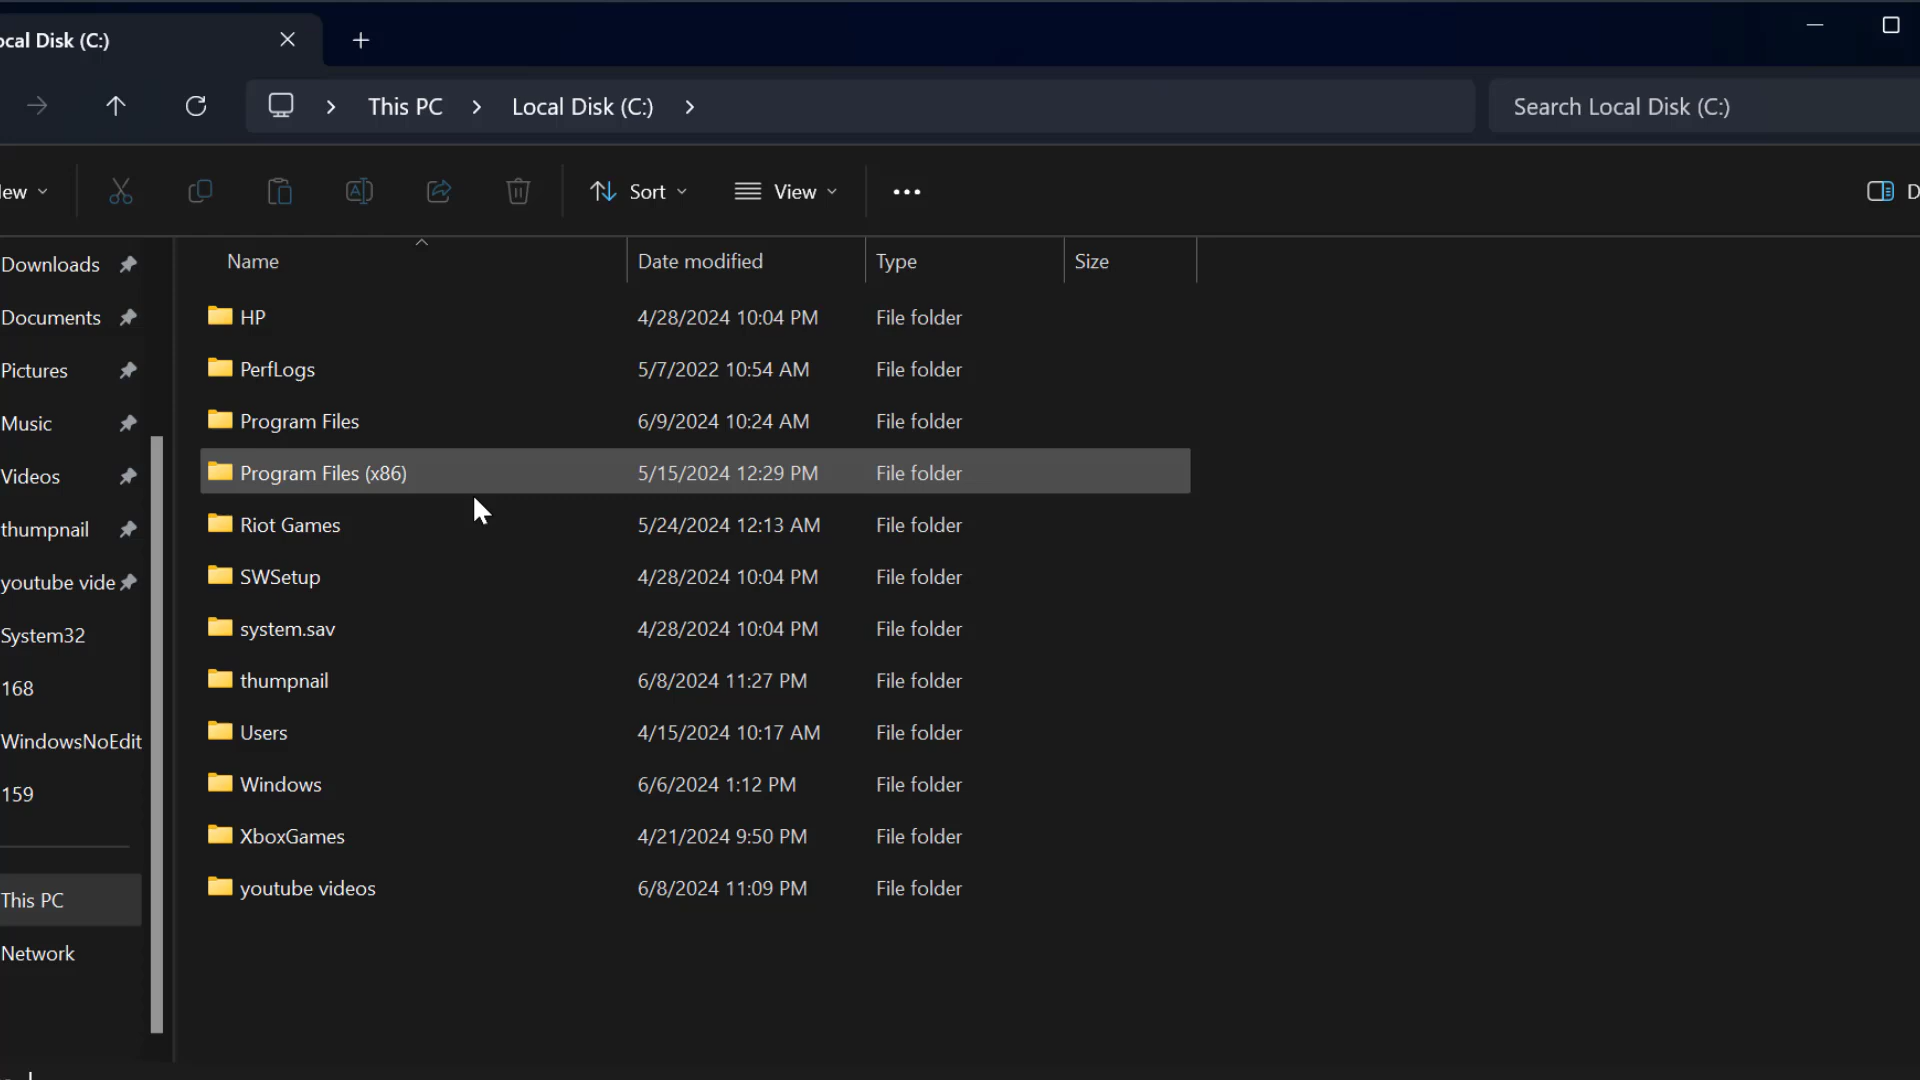 ocal Disk (C:)
This PC > Local Disk (C:) >
Search Local Disk (C:)
ew
Sort
View
D
Name Date modified Type Size
Downloads
Documents
Pictures
Music
Videos
thumpnail
youtube vide
System32
168
WindowsNoEdit
159
This PC
Network
HP 4/28/2024 10:04 PM File folder
PerfLogs 5/7/2022 10:54 AM File folder
Program Files 6/9/2024 10:24 AM File folder
Program Files (x86) 5/15/2024 12:29 PM File folder
Riot Games 5/24/2024 12:13 AM File folder
SWSetup 4/28/2024 10:04 PM File folder
system.sav 4/28/2024 10:04 PM File folder
thumpnail 6/8/2024 11:27 PM File folder
Users 4/15/2024 10:17 AM File folder
Windows 6/6/2024 1:12 PM File folder
XboxGames 4/21/2024 9:50 PM File folder
youtube videos 6/8/2024 11:09 PM File folder